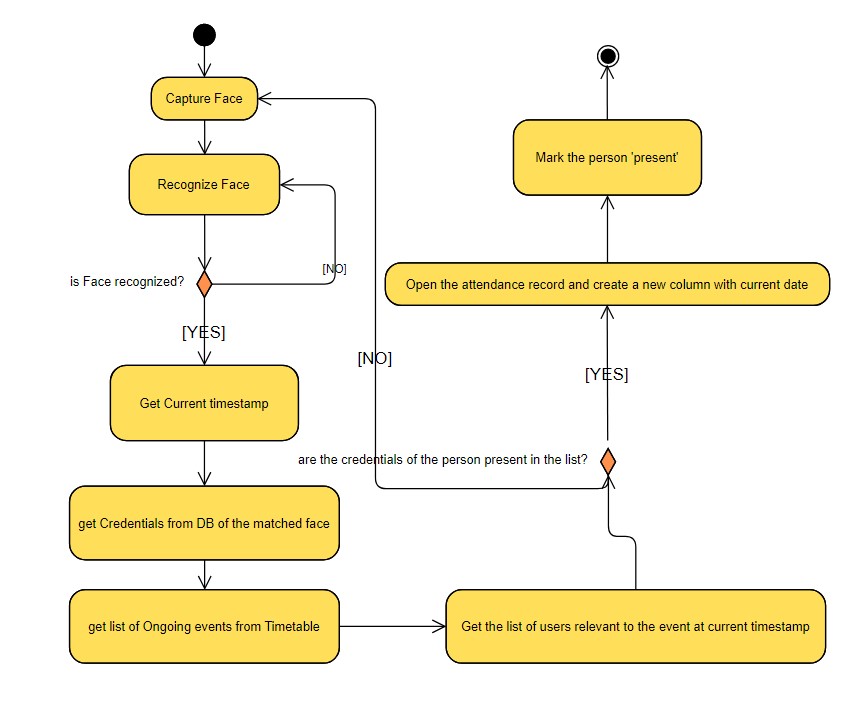 Capture Face
Recognize Face
is Face recognized?
[NO]
[YES]
Get Current timestamp
get Credentials from DB of the matched face
get list of Ongoing events from Timetable
Get the list of users relevant to the event at current timestamp
are the credentials of the person present in the list?
[NO]
[YES]
Open the attendance record and create a new column with current date
Mark the person 'present'